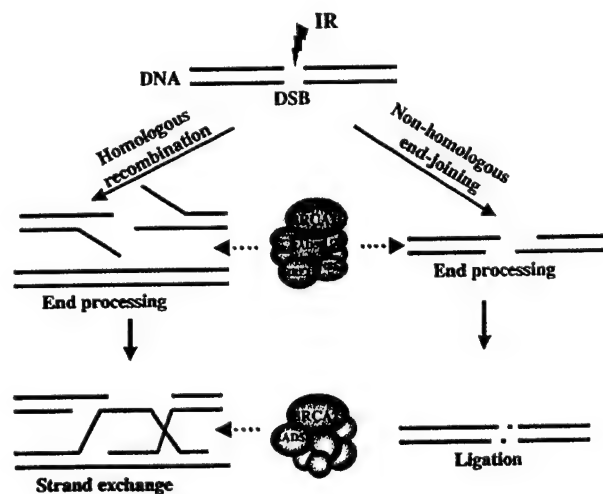 IR
DNA
DSB
Homologous
recombination
Non-homologous
end-joining
End processing
End processing
Strand exchange
Ligation